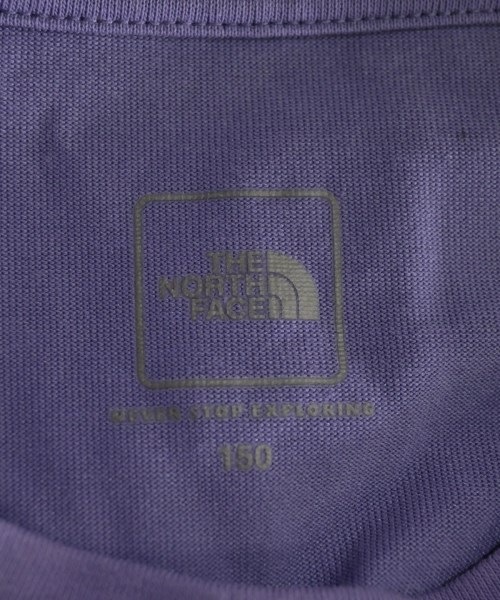 THE
NORTH
FACE
NEVER STOP EXPLORING
150